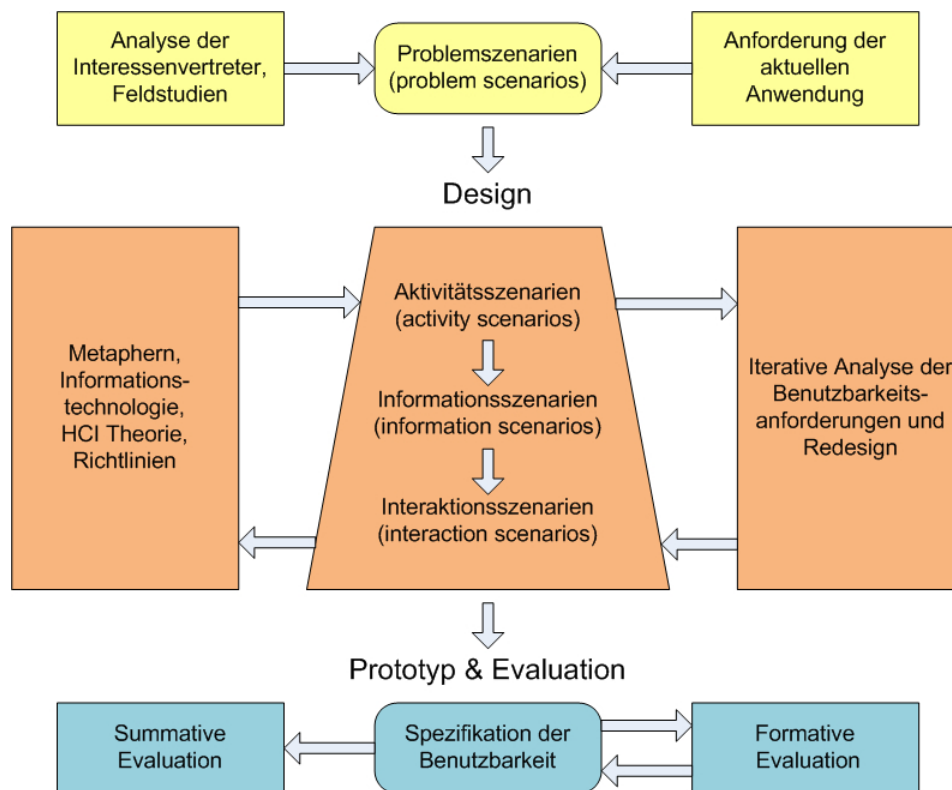 Analyse der
Interessenvertreter,
Feldstudien
Problemszenarien
(problem scenarios)
Anforderung der
aktuellen
Anwendung
Design
Metaphern,
Informations-
technologie,
HCI Theorie,
Richtlinien
Aktivitätsszenarien
(activity scenarios)
Informationsszenarien
(information scenarios)
Interaktionsszenarien
(interaction scenarios)
Iterative Analyse der
Benutzbarkeits-
anforderungen und
Redesign
Prototyp & Evaluation
Summative
Evaluation
Spezifikation der
Benutzbarkeit
Formative
Evaluation